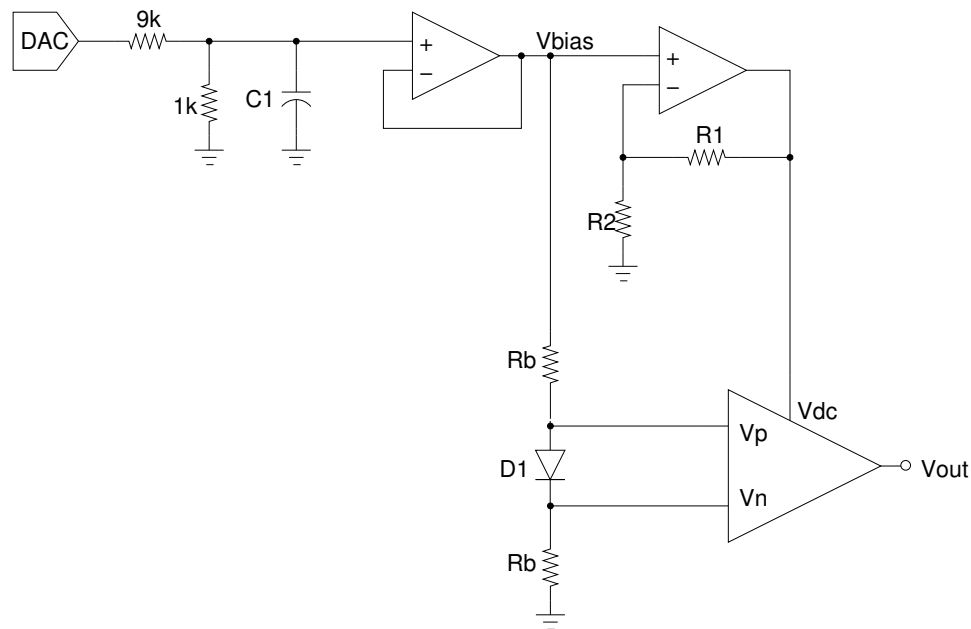 9k
DAC
1k
C1
+
−
Vbias
+
−
R1
R2
Rb
Vdc
Vp
D1
Vn
Vout
Rb